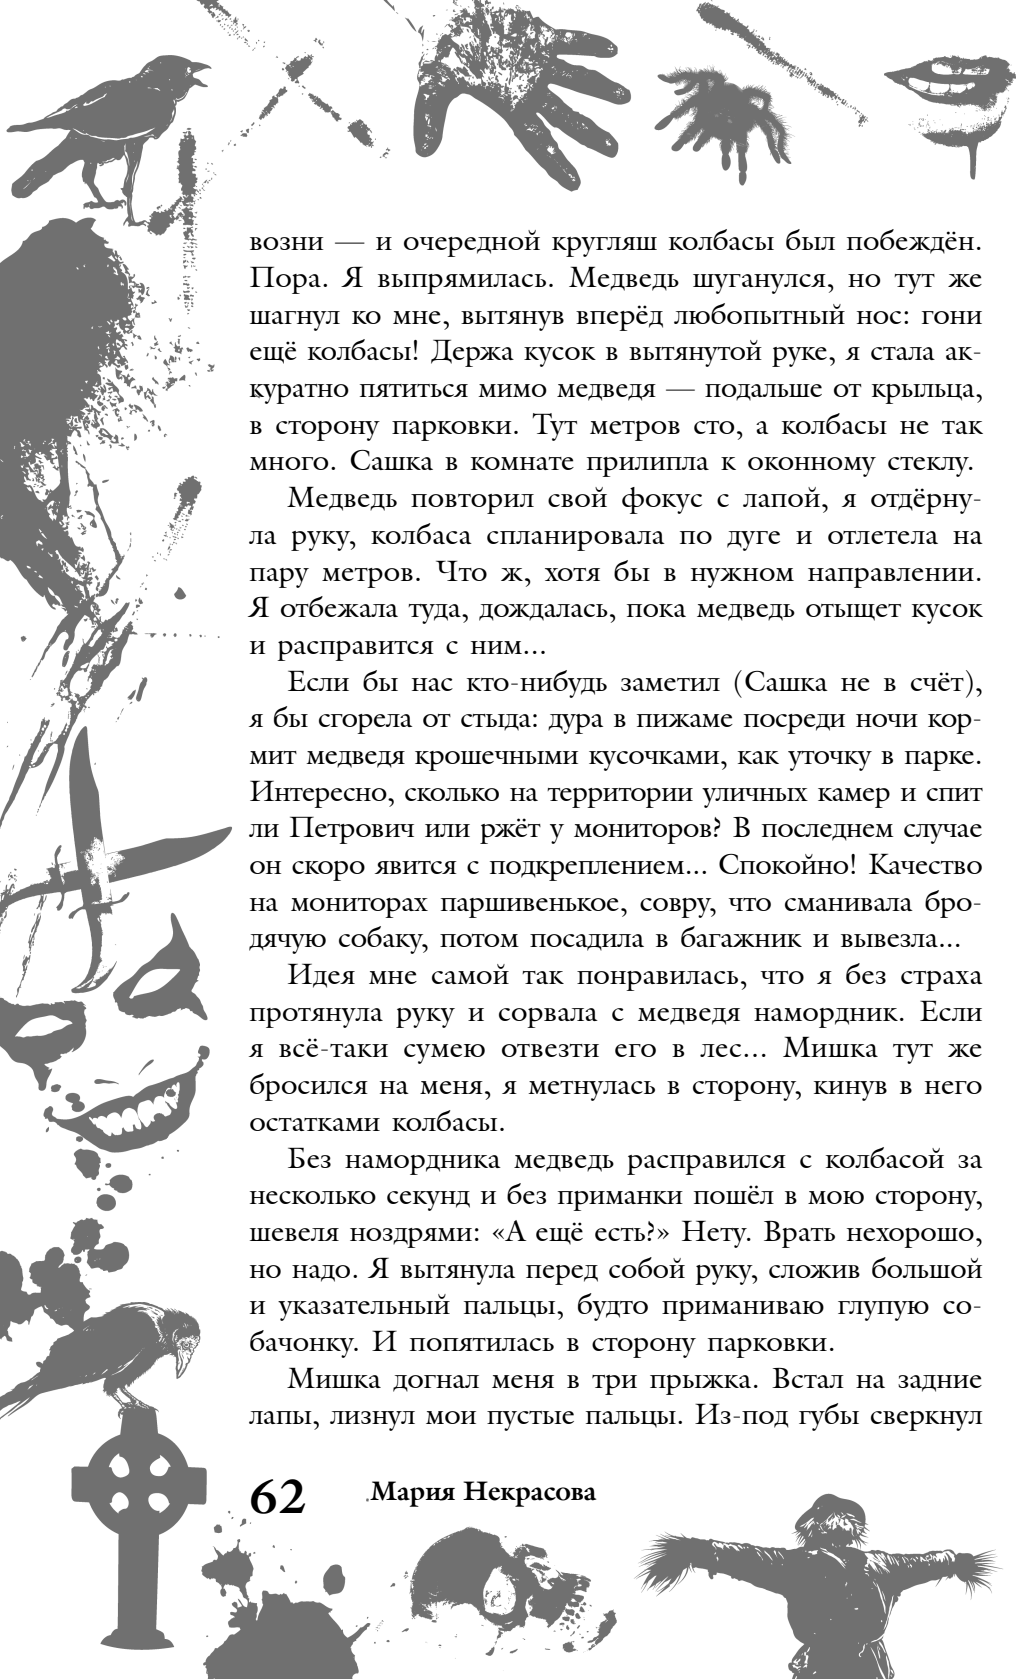 возни — и очередной кругляш колбасы был побеждён.
Пора. Я выпрямилась. Медведь шуганулся, но тут же
шагнул ко мне, вытянув вперёд любопытный нос: гони
ещё колбасы! Держа кусок в вытянутой руке, я стала ак-
куратно пятиться мимо медведя — подальше от крыльца,
в сторону парковки. Тут метров сто, а колбасы не так
много. Сашка в комнате прилипла к оконному стеклу.
Медведь повторил свой фокус с лапой, я отдёрну-
ла руку, колбаса спланировала по дуге и отлетела на
пару метров. Что ж, хотя бы в нужном направлении.
Я отбежала туда, дождалась, пока медведь отыщет кусок
и расправится с ним...
Если бы нас кто-нибудь заметил (Сашка не в счёт),
я бы сгорела от стыда: дура в пижаме посреди ночи кор-
мит медведя крошечными кусочками, как уточку в парке.
Интересно, сколько на территории уличных камер и спит
ли Петрович или ржёт у мониторов? В последнем случае
он скоро явится с подкреплением... Спокойно! Качество
на мониторах паршивенькое, совру, что сманивала бро-
дячую собаку, потом посадила в багажник и вывезла...
Идея мне самой так понравилась, что я без страха
протянула руку и сорвала с медведя намордник. Если
я всё-таки сумею отвезти его в лес... Мишка тут же
бросился на меня, я метнулась в сторону, кинув в него
остатками колбасы.
Без намордника медведь расправился с колбасой за
несколько секунд и без приманки пошёл в мою сторону,
шевеля ноздрями: «А ещё есть?» Нету. Врать нехорошо,
но надо. Я вытянула перед собой руку, сложив большой
и указательный пальцы, будто приманиваю глупую со-
бачонку. И попятилась в сторону парковки.
Мишка догнал меня в три прыжка. Встал на задние
лапы, лизнул мои пустые пальцы. Из-под губы сверкнул
62 Мария Некрасова